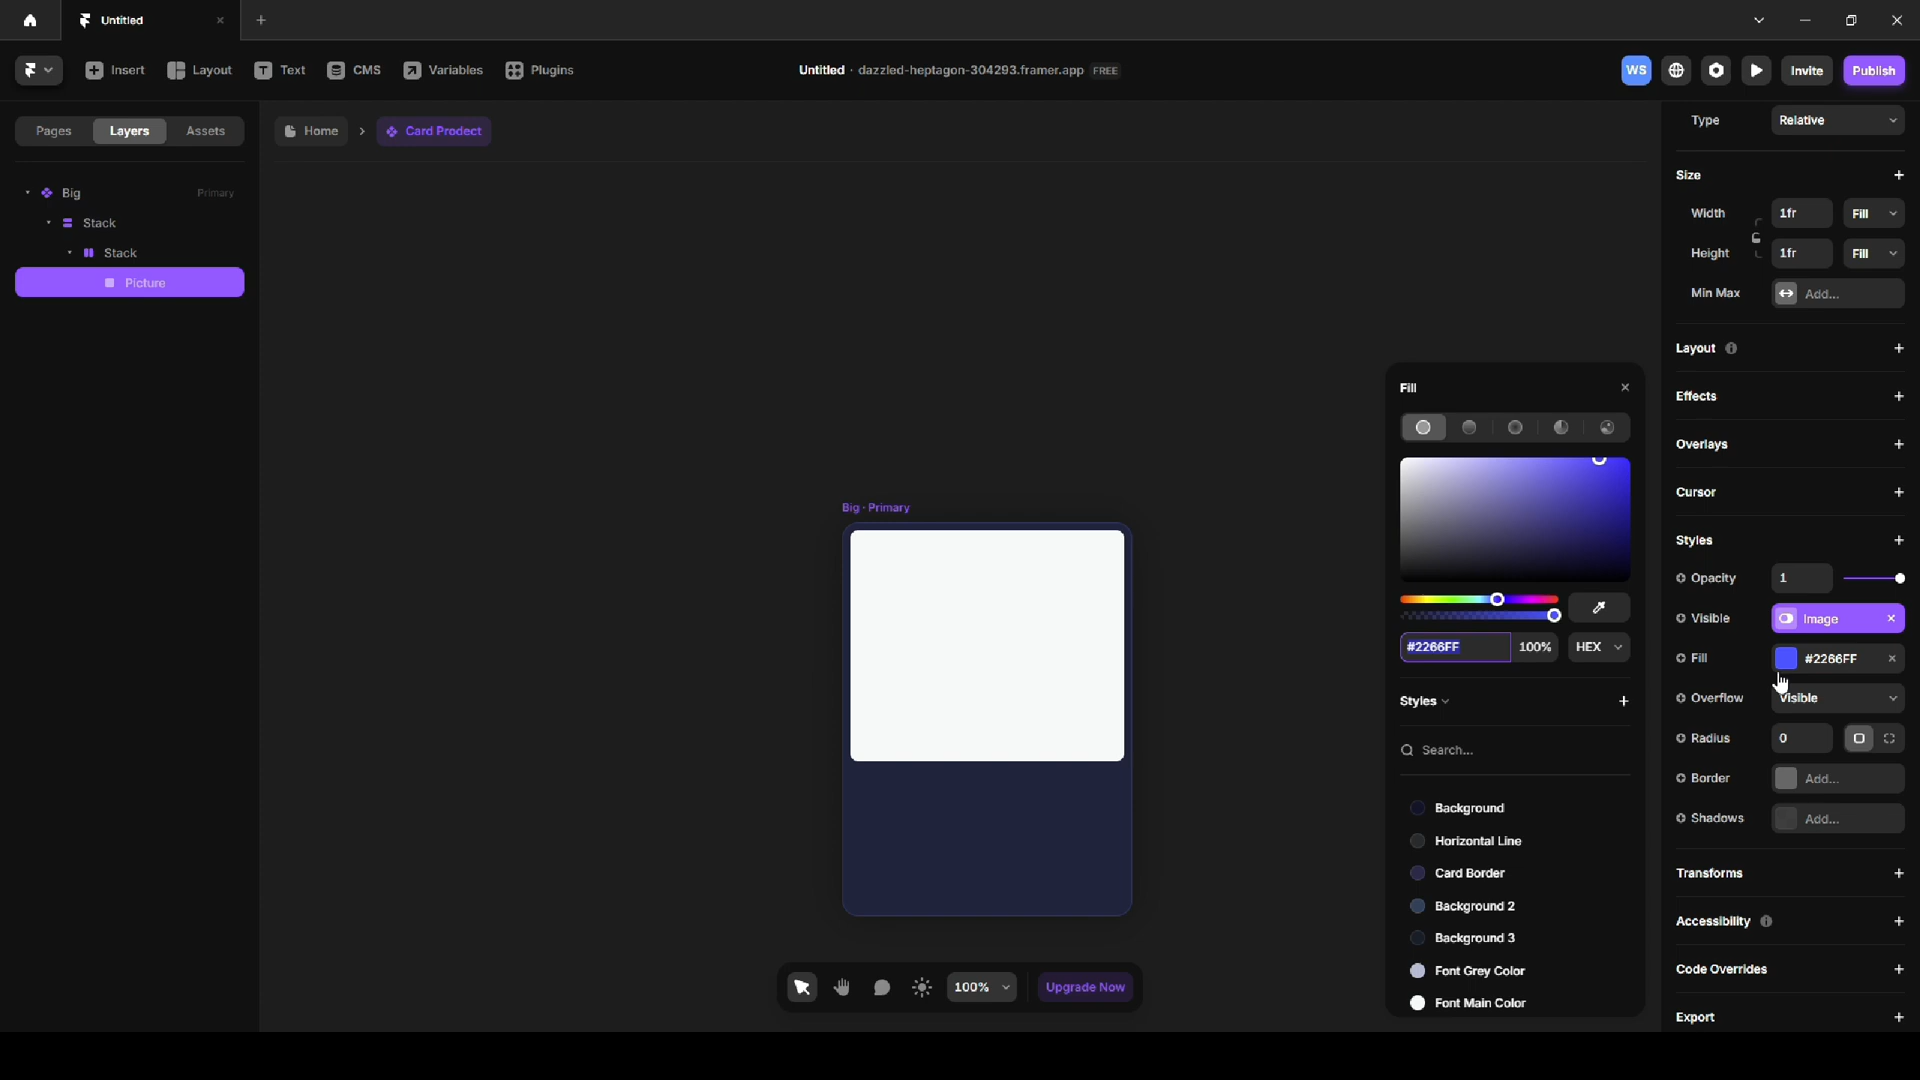 Untitled
Insert
Layout
Text
CMS
Variables
Plugins
Untitled · dazzled-heptagon-304293.framer.app FREE
WS
Invite
Publish
Pages
Layers
Assets
Home
Card Prodect
Big
Primary
Stack
Stack
Picture
Big · Primary
100%
Upgrade Now
Fill
#2266FF
100%
HEX
Styles
Search...
Background
Horizontal Line
Card Border
Background 2
Background 3
Font Grey Color
Font Main Color
Type
Relative
Size
Width
1fr
Fill
Height
1fr
Fill
Min Max
Add...
Layout
Effects
Overlays
Cursor
Styles
Opacity
1
Visible
Image
Fill
#2266FF
Overflow
Visible
Radius
0
Border
Add...
Shadows
Add...
Transforms
Accessibility
Code Overrides
Export